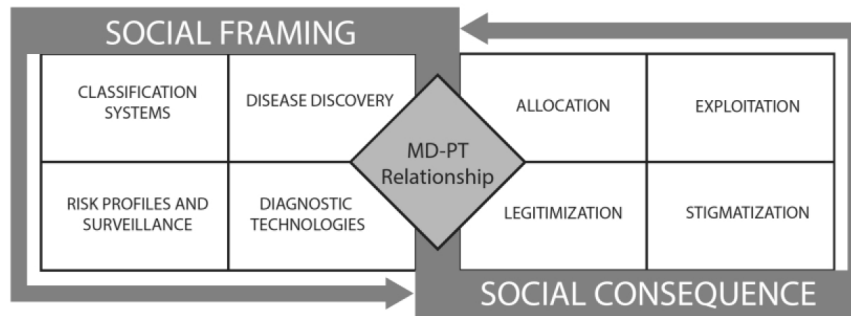 SOCIAL FRAMING
CLASSIFICATION
SYSTEMS
DISEASE DISCOVERY
RISK PROFILES AND
SURVEILLANCE
DIAGNOSTIC
TECHNOLOGIES
MD-PT
Relationship
ALLOCATION
EXPLOITATION
LEGITIMIZATION
STIGMATIZATION
SOCIAL CONSEQUENCE